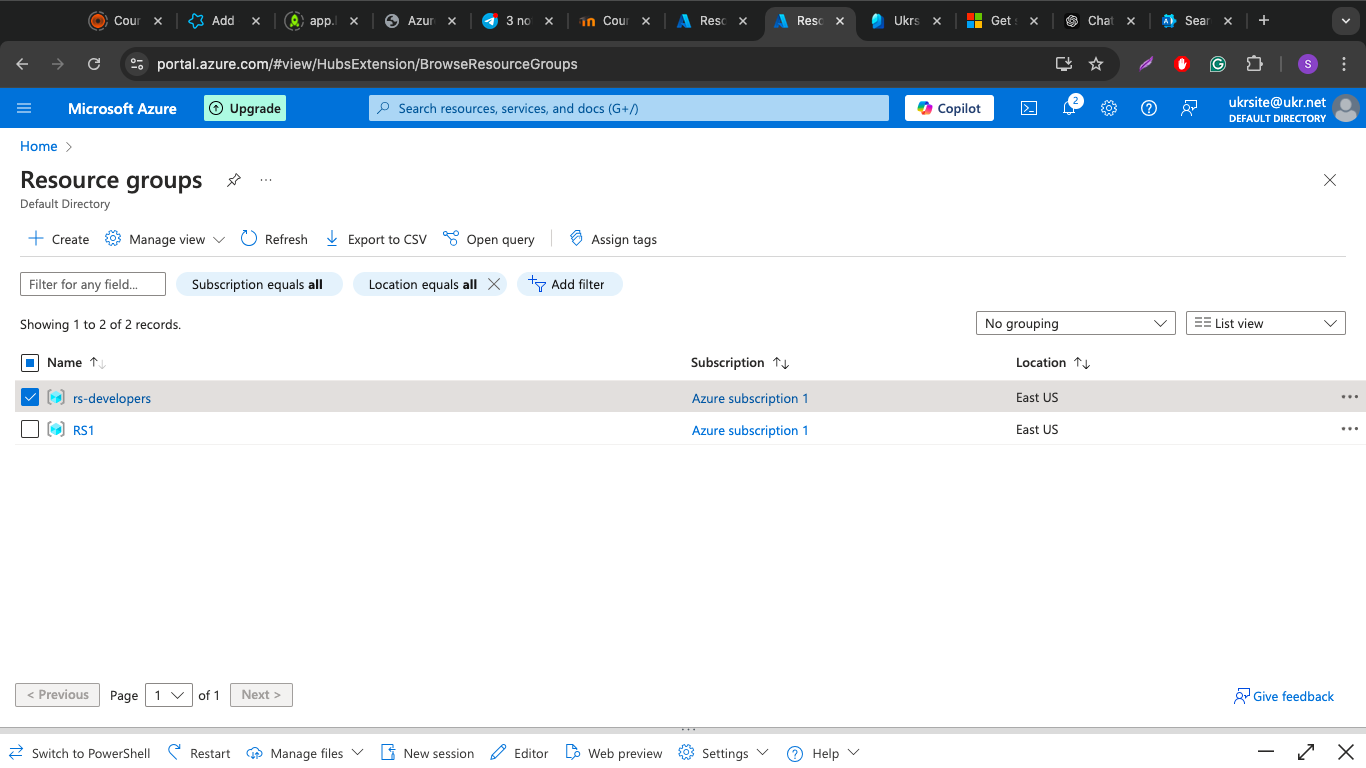 Cour
Add
app.
Azur
3 no
Cour
Resc
Resc
Ukrs
Get
Chat
Sear
portal.azure.com/#view/HubsExtension/BrowseResourceGroups
S
Microsoft Azure
Upgrade
Search resources, services, and docs (G+/)
Copilot
2
ukrsite@ukr.net
DEFAULT DIRECTORY
Home
Resource groups
Default Directory
Create
Manage view
Refresh
Export to CSV
Open query
Assign tags
Filter for any field...
Subscription equals all
Location equals all
Add filter
Showing 1 to 2 of 2 records.
No grouping
List view
Name
Subscription
Location
rs-developers
Azure subscription 1
East US
RS1
Azure subscription 1
East US
< Previous
Page
1
of 1
Next >
Give feedback
Switch to PowerShell
Restart
Manage files
New session
Editor
Web preview
Settings
Help